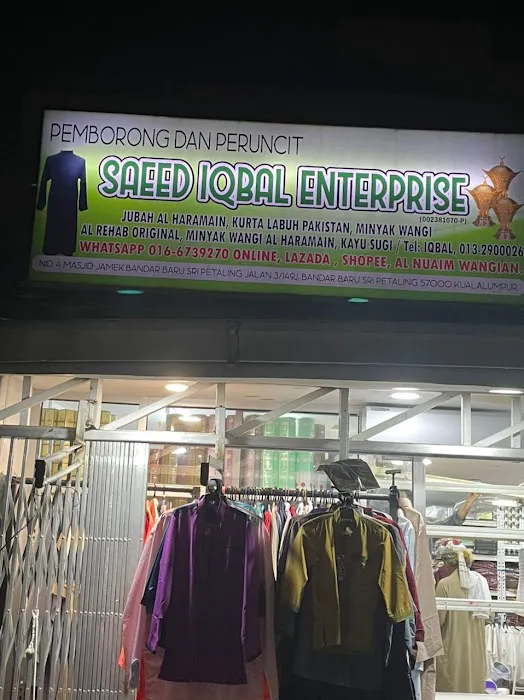 PEMBORONG DAN PERUNCIT
SAEED IQBAL ENTERPRISE
(002381070-P)
JUBAH AL HARAMAIN, KURTA LABUH PAKISTAN, MINYAK WANGI
AL REHAB ORIGINAL, MINYAK WANGI AL HARAMAIN, KAYU SUGI / Tel: IQBAL, 013-2900026
WHATSAPP 016-6739270 ONLINE, LAZADA , SHOPEE, AL NUAIM WANGIAN
NO 4 MASJID JAMEK BANDAR BARU SRI PETALING JALAN 3/149J, BANDAR BARU SRI PETALING 57000 KUALALUMPUR